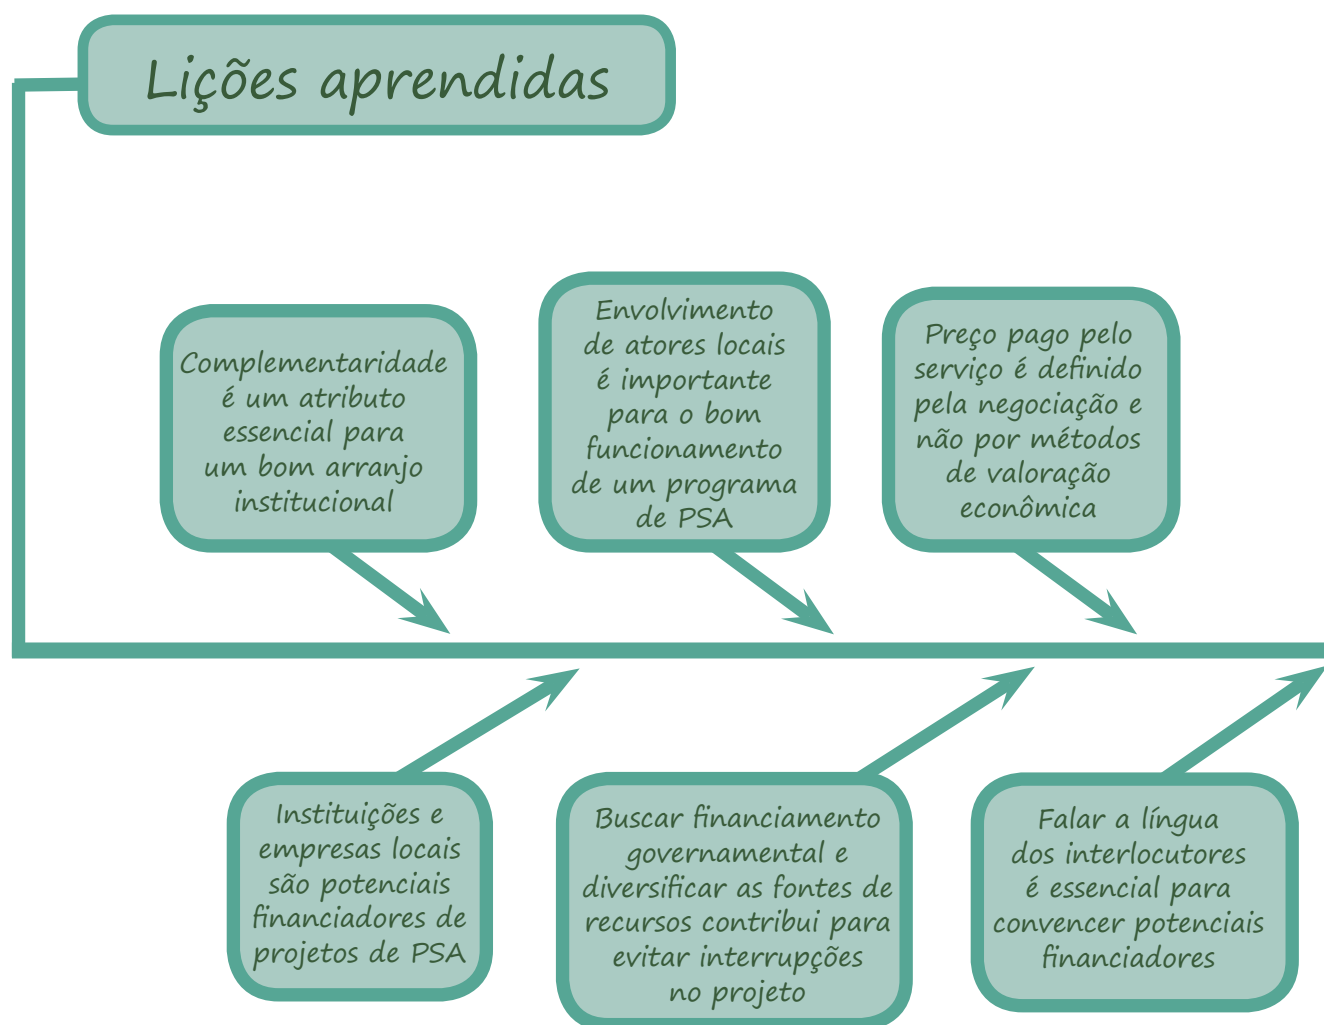 Lições aprendidas
Complementaridade
é um atributo
essencial para
um bom arranjo
institucional
Envolvimento
de atores locais
é importante
para o bom
funcionamento
de um programa
de PSA
Preço pago pelo
serviço é definido
pela negociação e
não por métodos
de valoração
econômica
Instituições e
empresas locais
são potenciais
financiadores de
projetos de PSA
Buscar financiamento
governamental e
diversificar as fontes de
recursos contribui para
evitar interrupções
no projeto
Falar a língua
dos interlocutores
é essencial para
convencer potenciais
financiadores